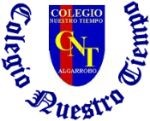 COLEGIO
NUESTRO TIEMPO
CNT
ALGARROBO
Colegio Nuestro Tiempo